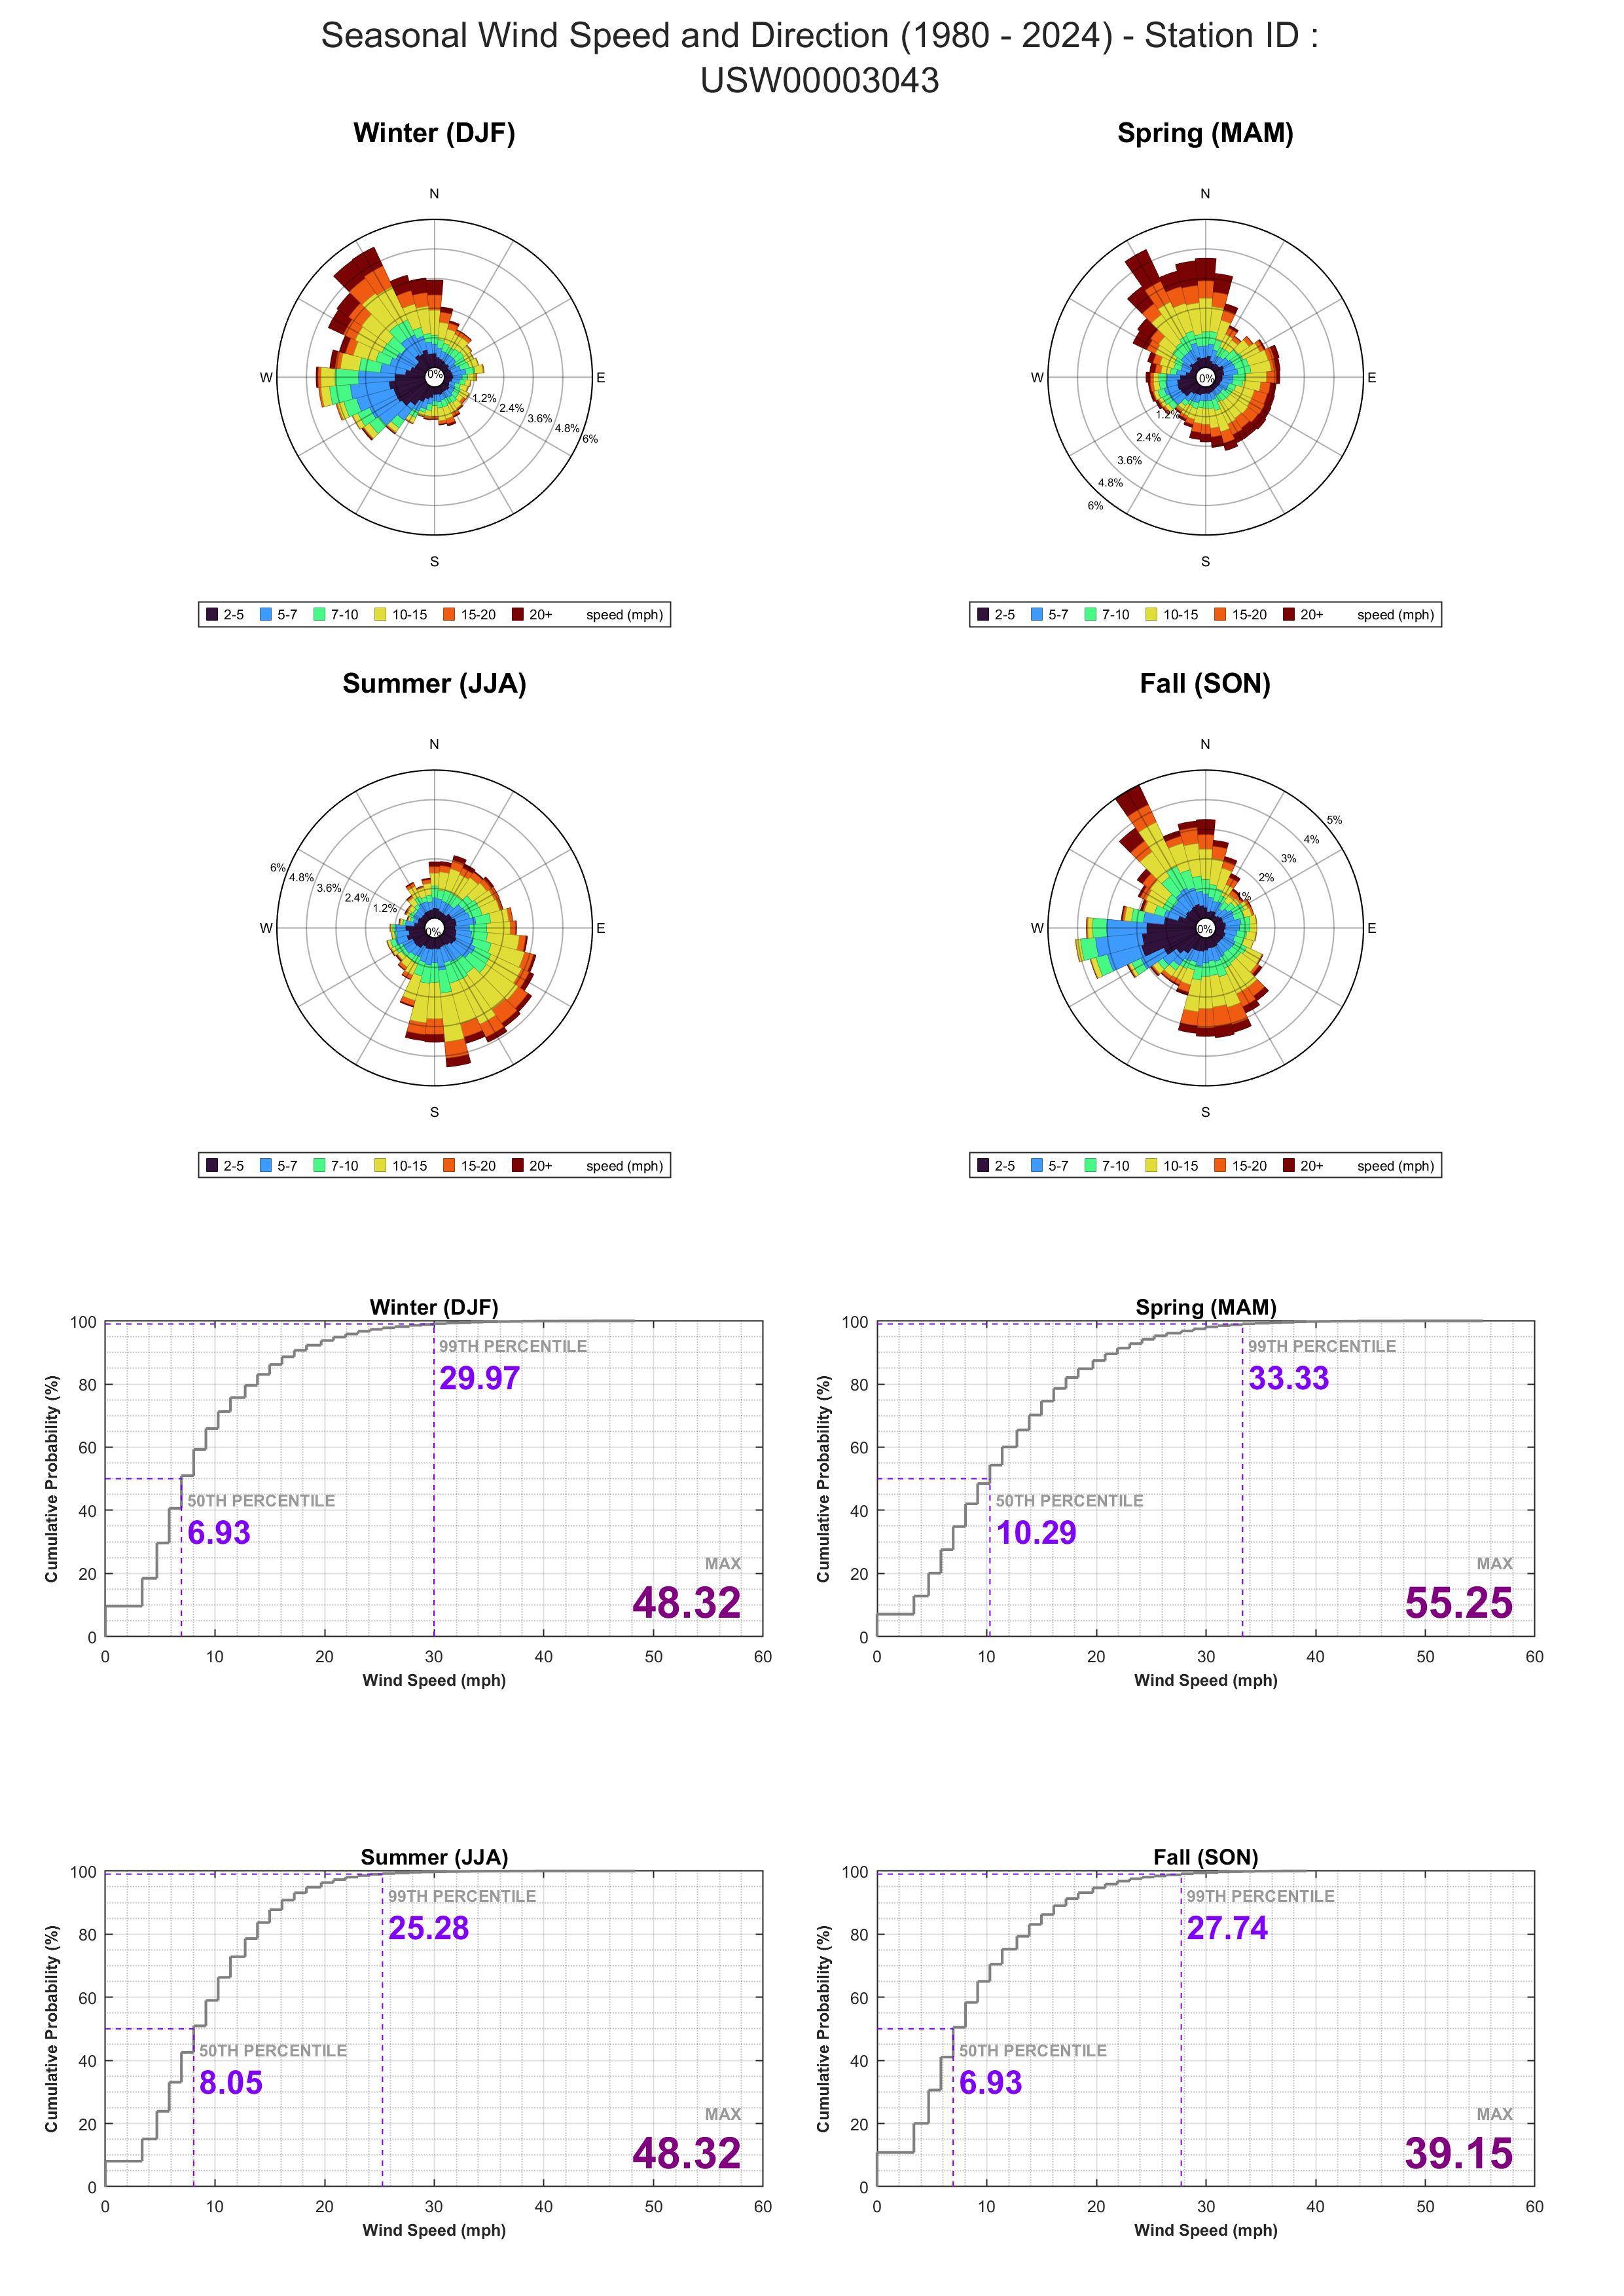 Seasonal Wind Speed and Direction (1980 - 2024) - Station ID :
USW00003043
Winter (DJF)
N
W
E
S
0%
1.2%
2.4%
3.6%
4.8%
6%
2-5 5-7 7-10 10-15 15-20 20+ speed (mph)
Spring (MAM)
N
W
E
S
0%
1.2%
2.4%
3.6%
4.8%
6%
2-5 5-7 7-10 10-15 15-20 20+ speed (mph)
Summer (JJA)
N
W
E
S
6%
4.8%
3.6%
2.4%
1.2%
0%
2-5 5-7 7-10 10-15 15-20 20+ speed (mph)
Fall (SON)
N
W
E
S
5%
4%
3%
2%
1%
0%
2-5 5-7 7-10 10-15 15-20 20+ speed (mph)
Winter (DJF)
Cumulative Probability (%)
100
80
60
40
20
0
99TH PERCENTILE
29.97
50TH PERCENTILE
6.93
MAX
48.32
0 10 20 30 40 50 60
Wind Speed (mph)
Spring (MAM)
Cumulative Probability (%)
100
80
60
40
20
0
99TH PERCENTILE
33.33
50TH PERCENTILE
10.29
MAX
55.25
0 10 20 30 40 50 60
Wind Speed (mph)
Summer (JJA)
Cumulative Probability (%)
100
80
60
40
20
0
99TH PERCENTILE
25.28
50TH PERCENTILE
8.05
MAX
48.32
0 10 20 30 40 50 60
Wind Speed (mph)
Fall (SON)
Cumulative Probability (%)
100
80
60
40
20
0
99TH PERCENTILE
27.74
50TH PERCENTILE
6.93
MAX
39.15
0 10 20 30 40 50 60
Wind Speed (mph)